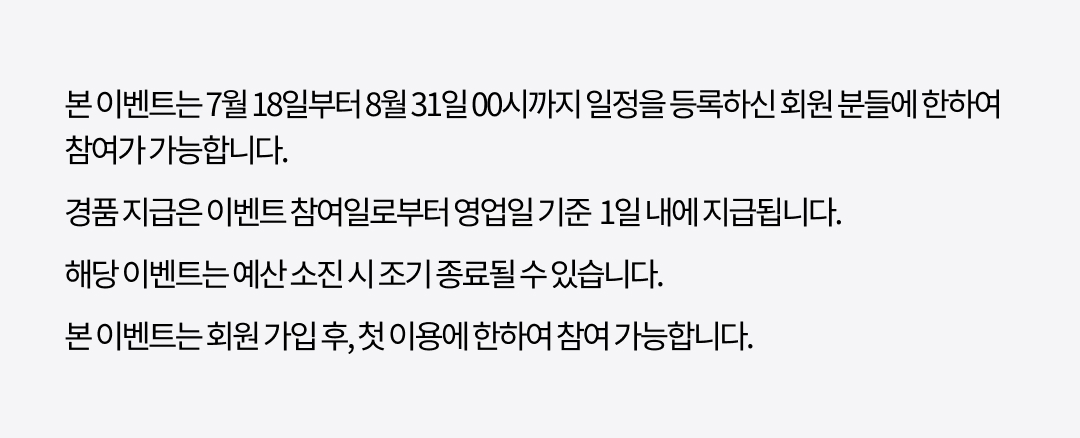 본 이벤트는 7월 18일부터 8월 31일 00시까지 일정을 등록하신 회원 분들에 한하여
참여가 가능합니다.
경품 지급은 이벤트 참여일로부터 영업일 기준 1일 내에 지급됩니다.
해당 이벤트는 예산 소진 시 조기 종료될 수 있습니다.
본 이벤트는 회원 가입 후, 첫 이용에 한하여 참여 가능합니다.